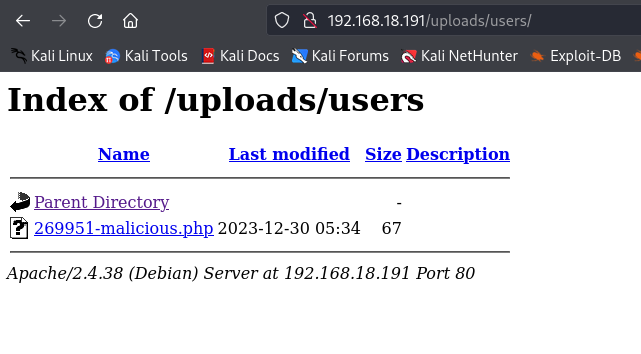 192.168.18.191/uploads/users/
Kali Linux Kali Tools Kali Docs Kali Forums Kali NetHunter Exploit-DB
Index of /uploads/users
Name Last modified Size Description
Parent Directory -
269951-malicious.php 2023-12-30 05:34 67
Apache/2.4.38 (Debian) Server at 192.168.18.191 Port 80